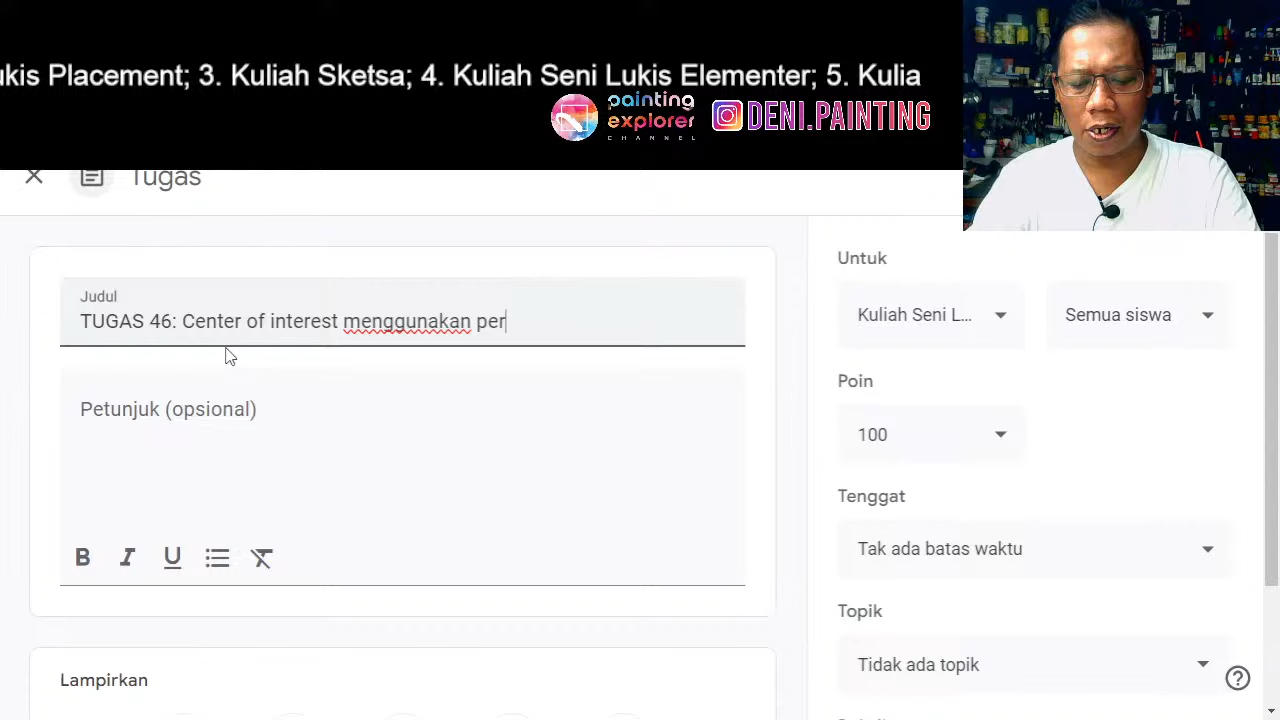 ukis Placement; 3. Kuliah Sketsa; 4. Kuliah Seni Lukis Elementer; 5. Kulia
painting
explorer
CHANNEL
DENI.PAINTING
Tugas
Judul
TUGAS 46: Center of interest menggunakan per
Petunjuk (opsional)
B I U
Lampirkan
Untuk
Kuliah Seni L...
Semua siswa
Poin
100
Tenggat
Tak ada batas waktu
Topik
Tidak ada topik